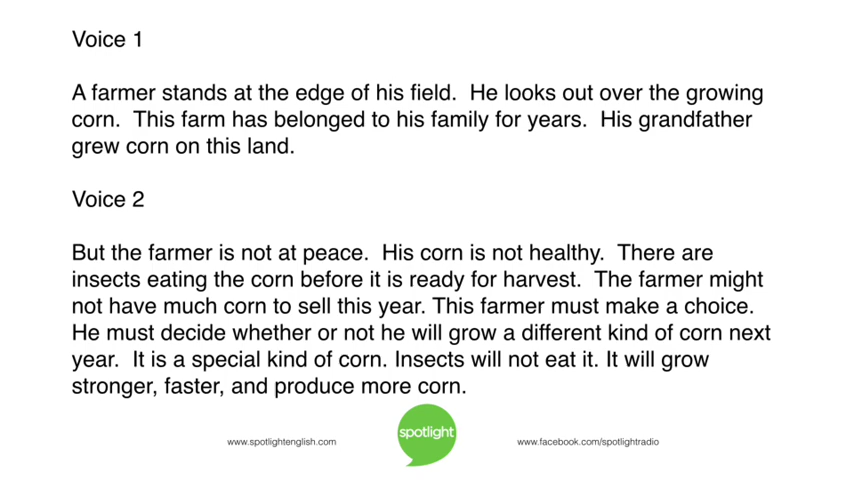 Voice 1
A farmer stands at the edge of his field.  He looks out over the growing
corn.  This farm has belonged to his family for years.  His grandfather
grew corn on this land.
Voice 2
But the farmer is not at peace.  His corn is not healthy.  There are
insects eating the corn before it is ready for harvest.  The farmer might
not have much corn to sell this year. This farmer must make a choice.
He must decide whether or not he will grow a different kind of corn next
year.  It is a special kind of corn. Insects will not eat it. It will grow
stronger, faster, and produce more corn.
www.spotlightenglish.com
spotlight
www.facebook.com/spotlightradio